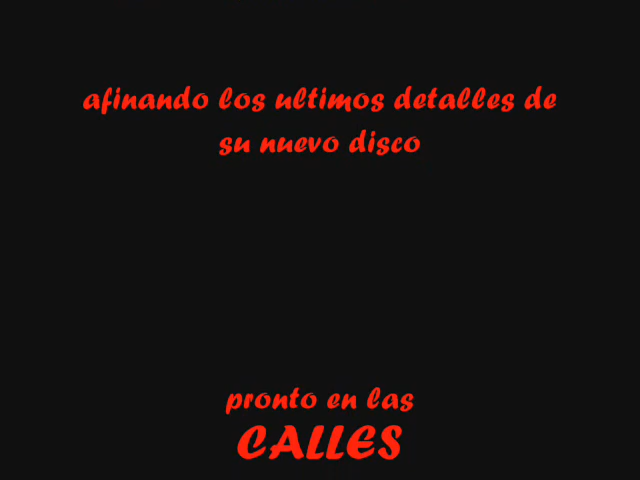 afinando los ultimos detalles de
su nuevo disco
pronto en las
CALLES